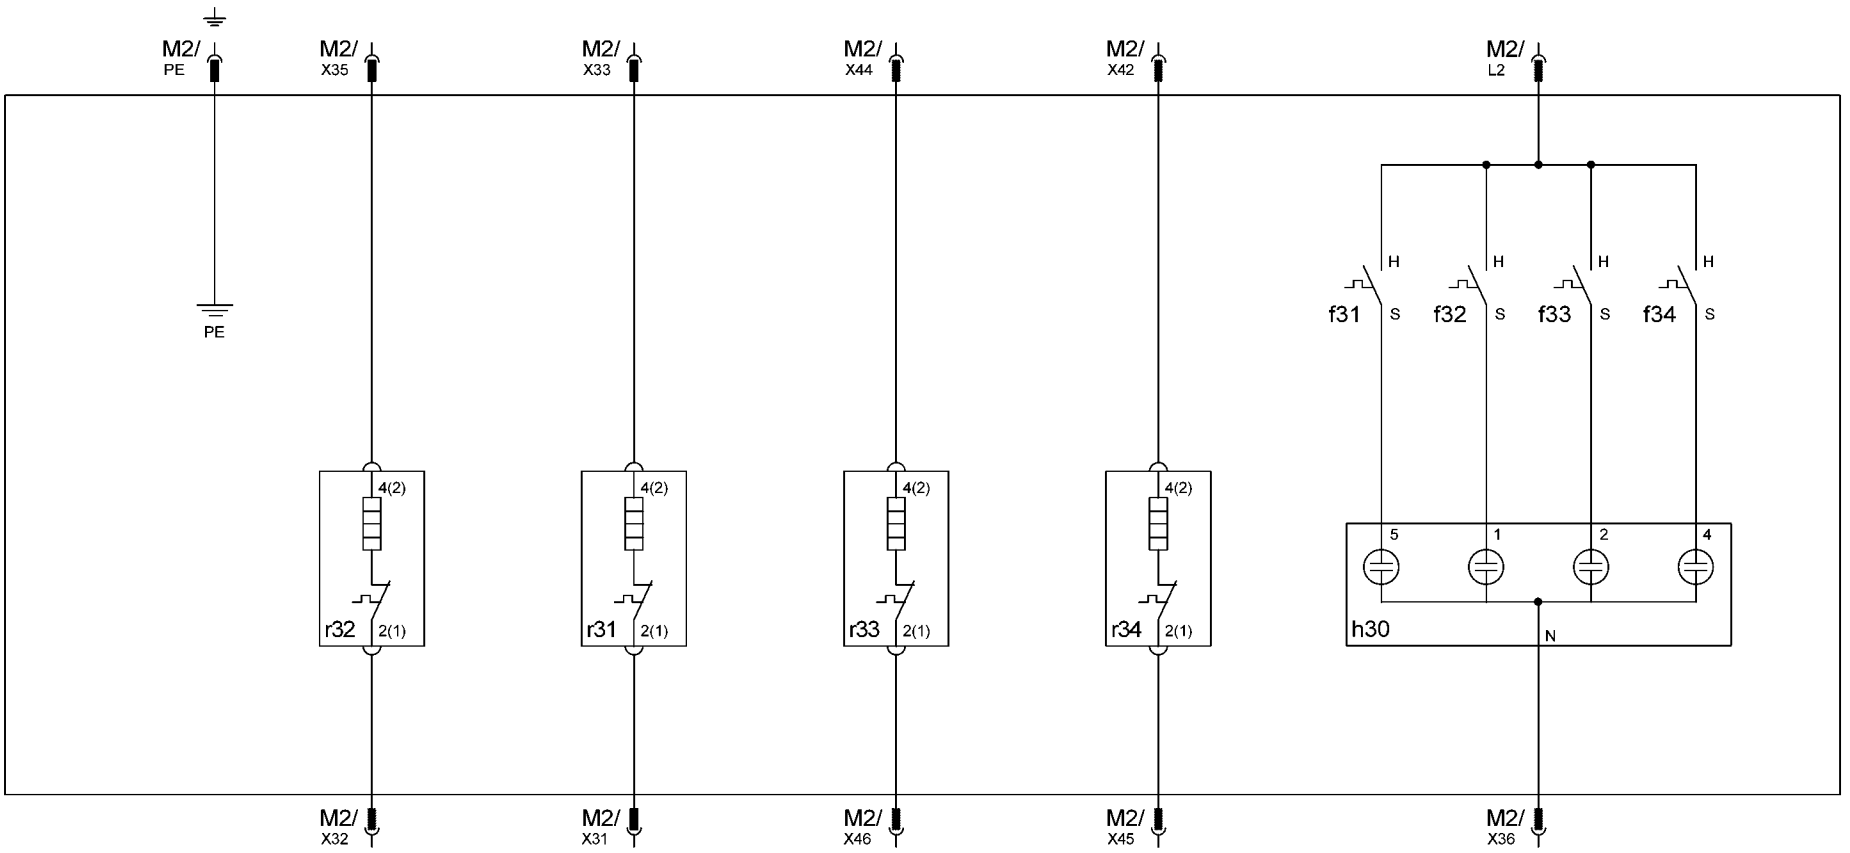 M2/ M2/ M2/ M2/ M2/ M2/
PE X35 X33 X44 X42 L2
H H H H
f31 S f32 S f33 S f34 S
PE
4(2) 4(2) 4(2) 4(2)
5 1 2 4
r32 2(1) r31 2(1) r33 2(1) r34 2(1) h30 N
M2/ M2/ M2/ M2/ M2/
X32 X31 X46 X45 X36